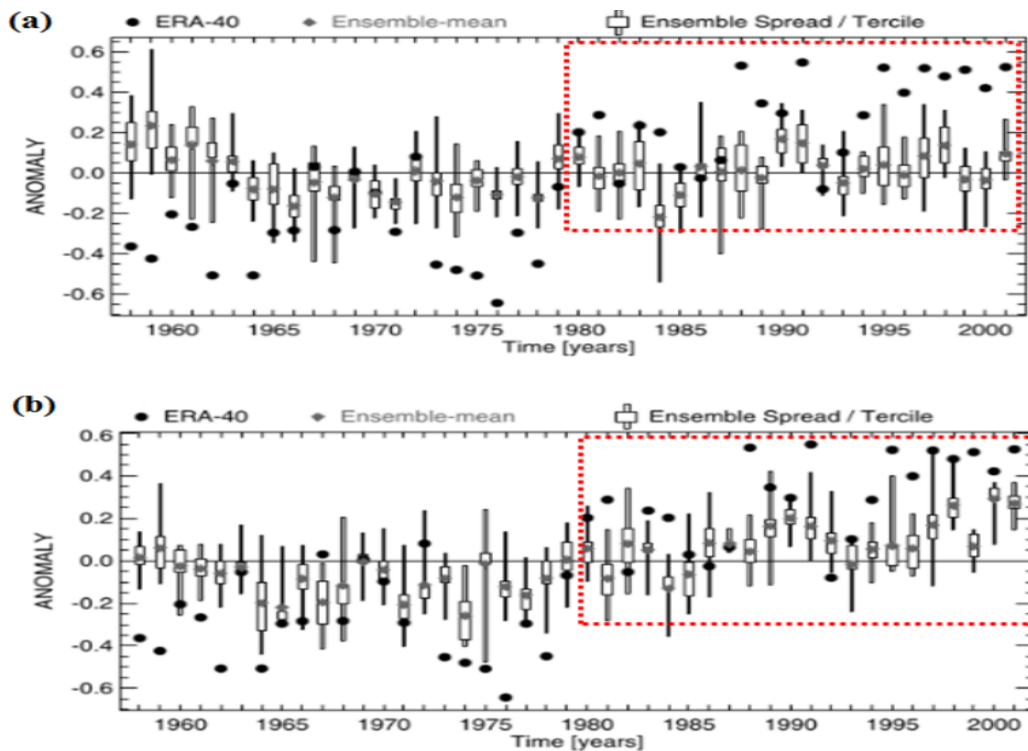 (a)
ERA-40 Ensemble-mean Ensemble Spread / Tercile
0.6
0.4
0.2
0.0
-0.2
-0.4
-0.6
ANOMALY
1960 1965 1970 1975 1980 1985 1990 1995 2000
Time [years]
(b)
ERA-40 Ensemble-mean Ensemble Spread / Tercile
0.6
0.4
0.2
0.0
-0.2
-0.4
-0.6
ANOMALY
1960 1965 1970 1975 1980 1985 1990 1995 2000
Time [years]